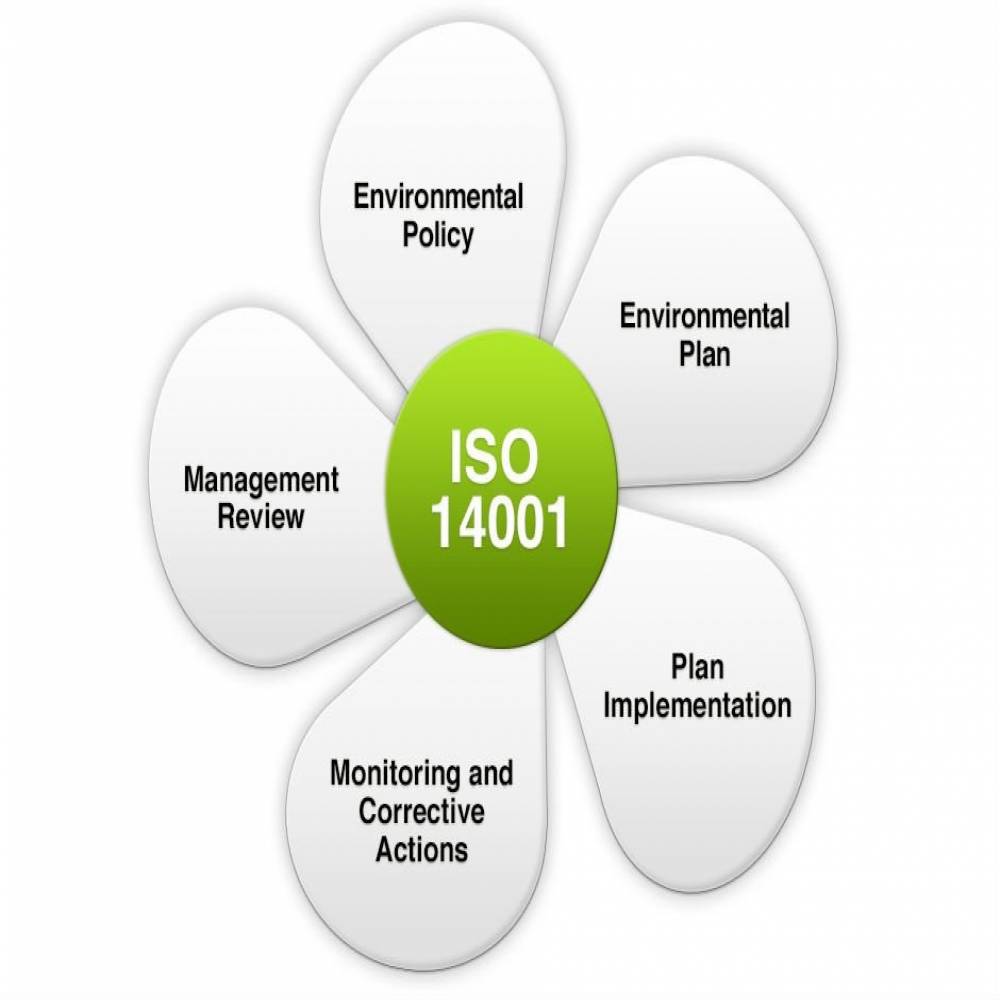 Environmental
Policy
Environmental
Plan
ISO
14001
Management
Review
Plan
Implementation
Monitoring and
Corrective
Actions